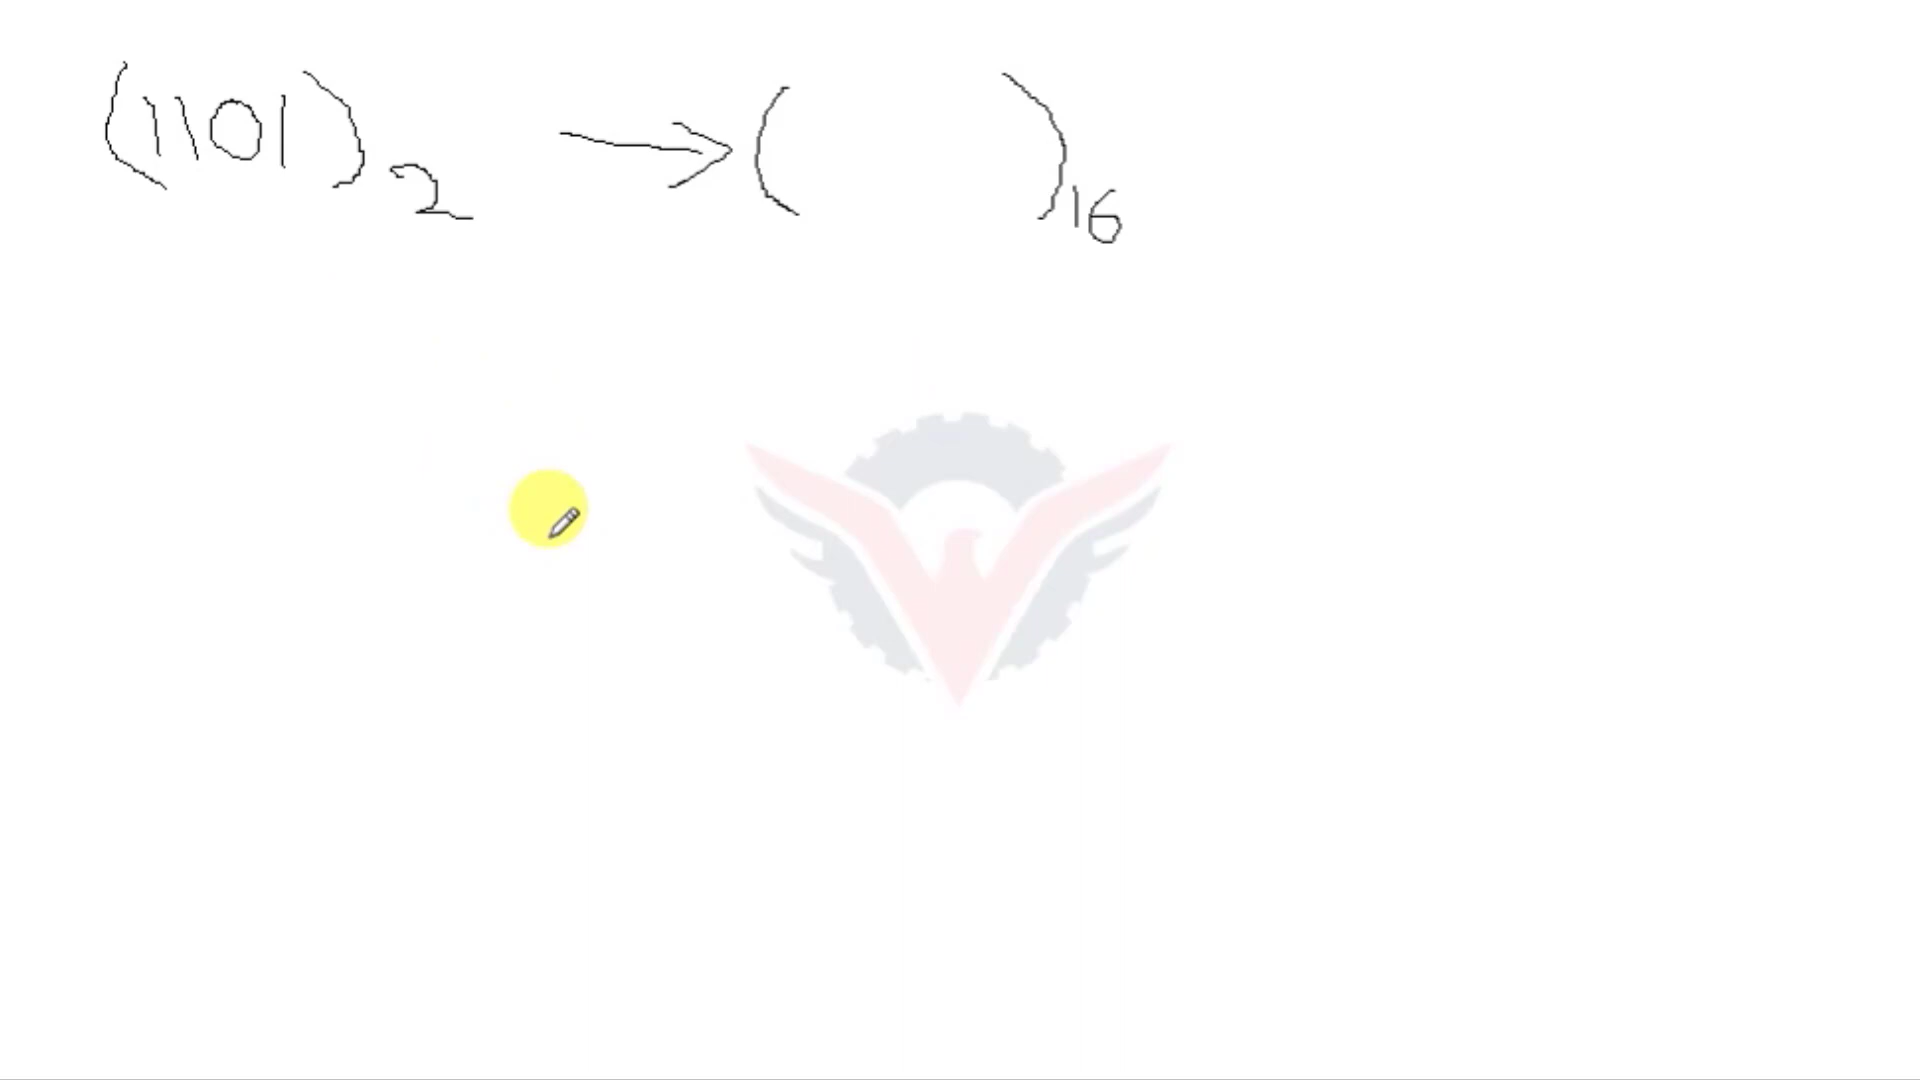 (1101)₂ → (    )₁₆